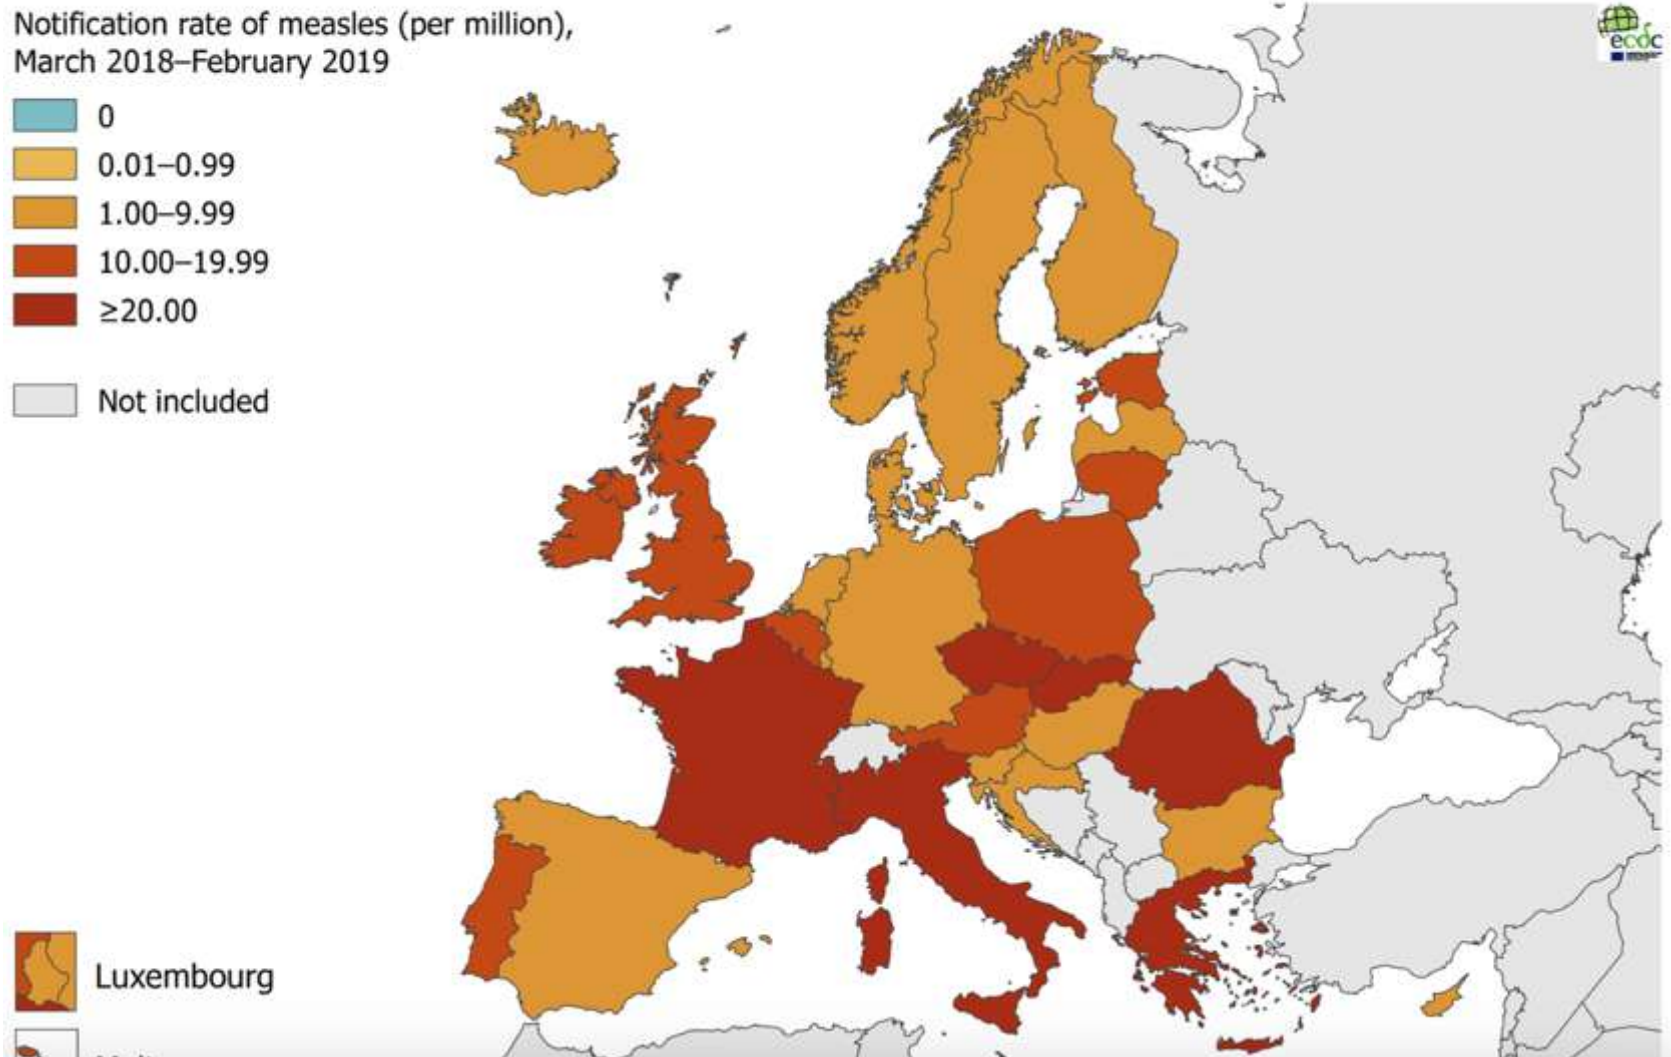 Notification rate of measles (per million),
March 2018–February 2019
0
0.01–0.99
1.00–9.99
10.00–19.99
≥20.00
Not included
Luxembourg
ecdc